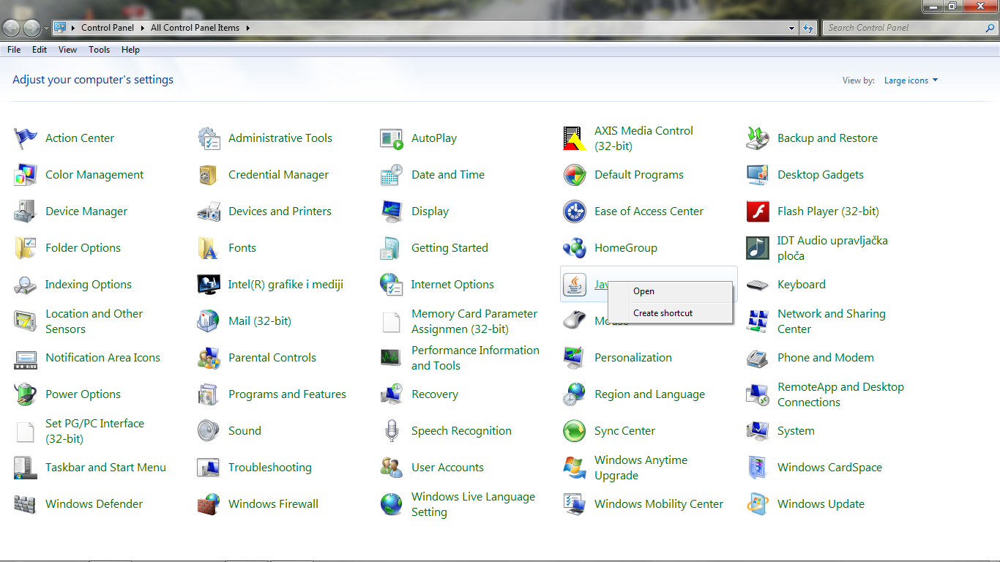 Control Panel
All Control Panel Items
Search Control Panel
File Edit View Tools Help
Adjust your computer's settings
View by: Large icons
Action Center
Administrative Tools
AutoPlay
AXIS Media Control
(32-bit)
Backup and Restore
Color Management
Credential Manager
Date and Time
Default Programs
Desktop Gadgets
Device Manager
Devices and Printers
Display
Ease of Access Center
Flash Player (32-bit)
Folder Options
Fonts
Getting Started
HomeGroup
IDT Audio upravljačka
ploča
Indexing Options
Intel(R) grafike i mediji
Internet Options
Open
Create shortcut
Keyboard
Location and Other
Sensors
Mail (32-bit)
Memory Card Parameter
Assignmen (32-bit)
Mouse
Network and Sharing
Center
Notification Area Icons
Parental Controls
Performance Information
and Tools
Personalization
Phone and Modem
Power Options
Programs and Features
Recovery
Region and Language
RemoteApp and Desktop
Connections
Set PG/PC Interface
(32-bit)
Sound
Speech Recognition
Sync Center
System
Taskbar and Start Menu
Troubleshooting
User Accounts
Windows Anytime
Upgrade
Windows CardSpace
Windows Defender
Windows Firewall
Windows Live Language
Setting
Windows Mobility Center
Windows Update